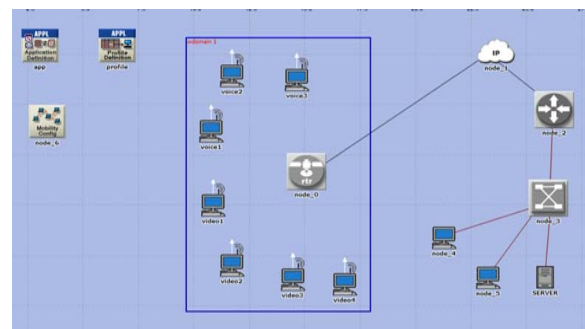 APPL
Application
Definition
app
APPL
Profile
Definition
profile
Mobility
Config
node_6
voice2
voice3
voice1
rtr
node_0
video1
video2
video3
video4
IP
node_1
node_2
node_3
node_4
node_5
SERVER